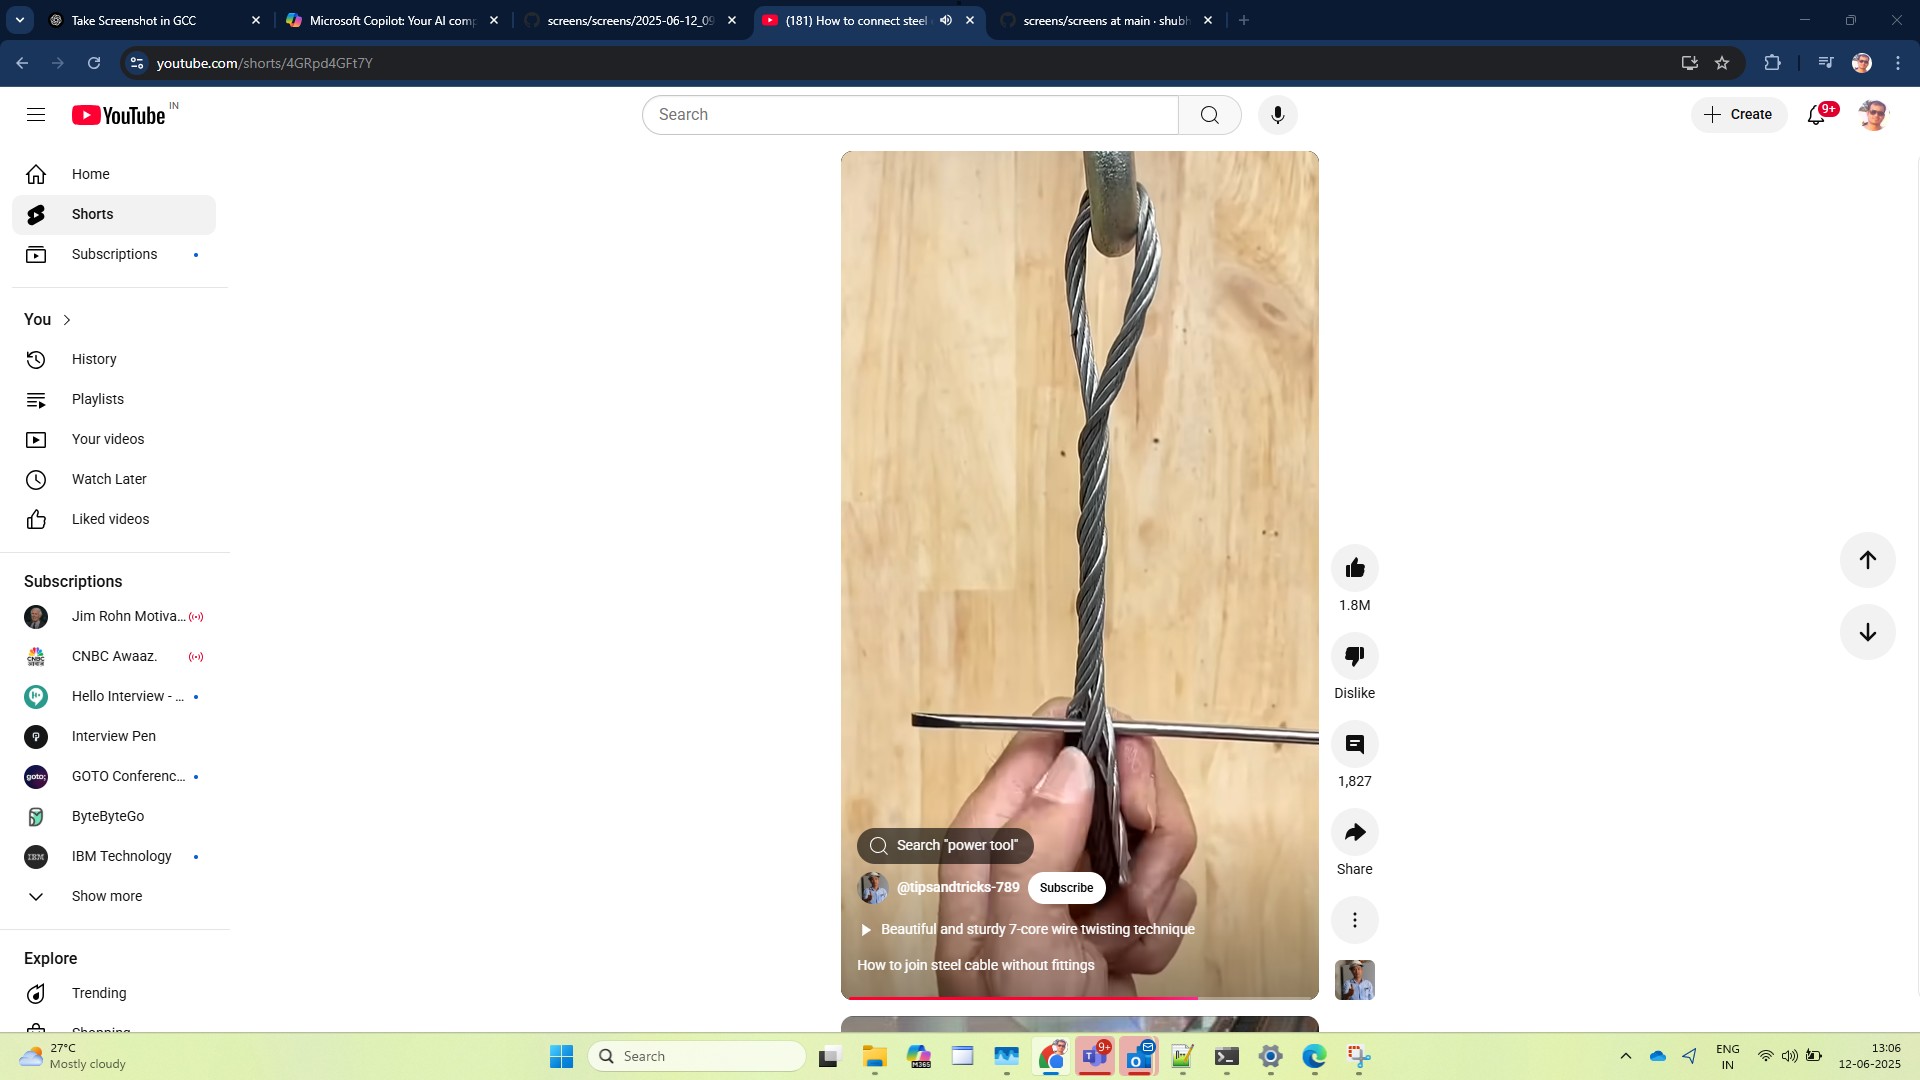 Take Screenshot in GCC
Microsoft Copilot: Your AI comp
screens/screens/2025-06-12_09
(181) How to connect steel
screens/screens at main · shubh
youtube.com/shorts/4GRpd4GFt7Y
YouTube IN
Search
Create
9+
Home
Shorts
Subscriptions
You
History
Playlists
Your videos
Watch Later
Liked videos
Subscriptions
Jim Rohn Motiva...
CNBC Awaaz.
Hello Interview - ...
Interview Pen
GOTO Conferenc...
ByteByteGo
IBM Technology
Show more
Explore
Trending
1.8M
Dislike
1,827
Share
Search "power tool"
@tipsandtricks-789 Subscribe
Beautiful and sturdy 7-core wire twisting technique
How to join steel cable without fittings
27°C
Mostly cloudy
Search
M365
9+
ENG
IN
13:06
12-06-2025